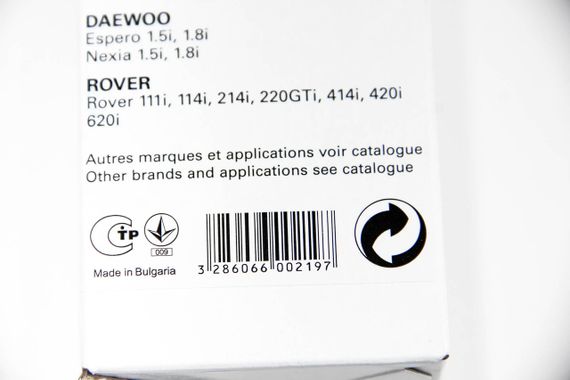 DAEWOO
Espero 1.5i, 1.8i
Nexia 1.5i, 1.8i
ROVER
Rover 111i, 114i, 214i, 220GTi, 414i, 420i
620i
Autres marques et applications voir catalogue
Other brands and applications see catalogue
CTP
009
Made in Bulgaria
3 286066 002197